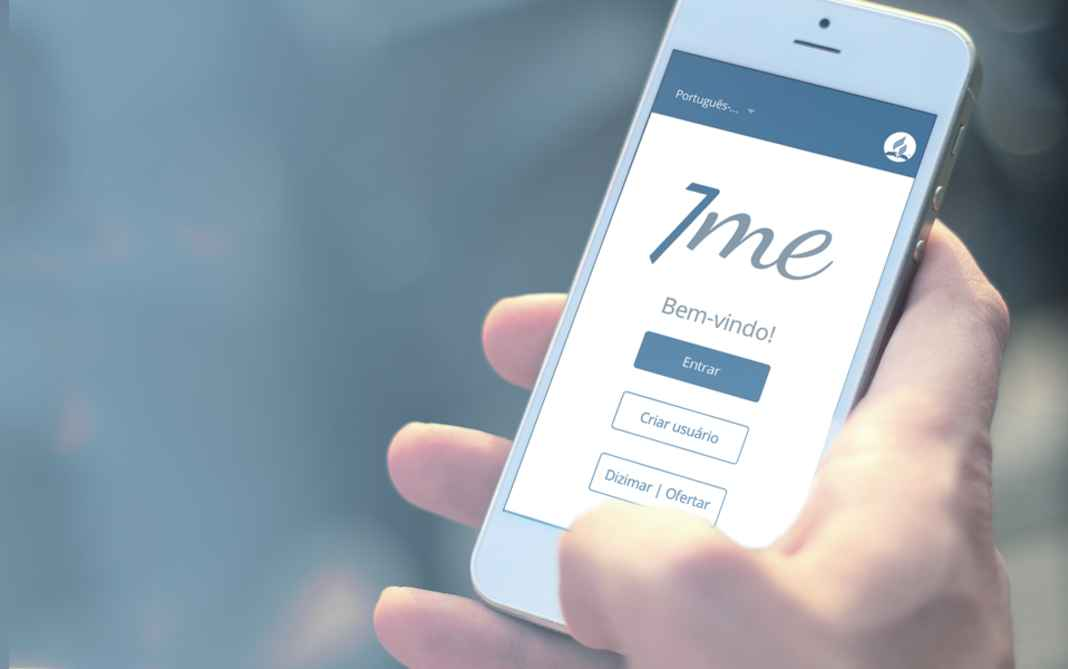 Português-...
7me
Bem-vindo!
Entrar
Criar usuário
Dizimar | Ofertar